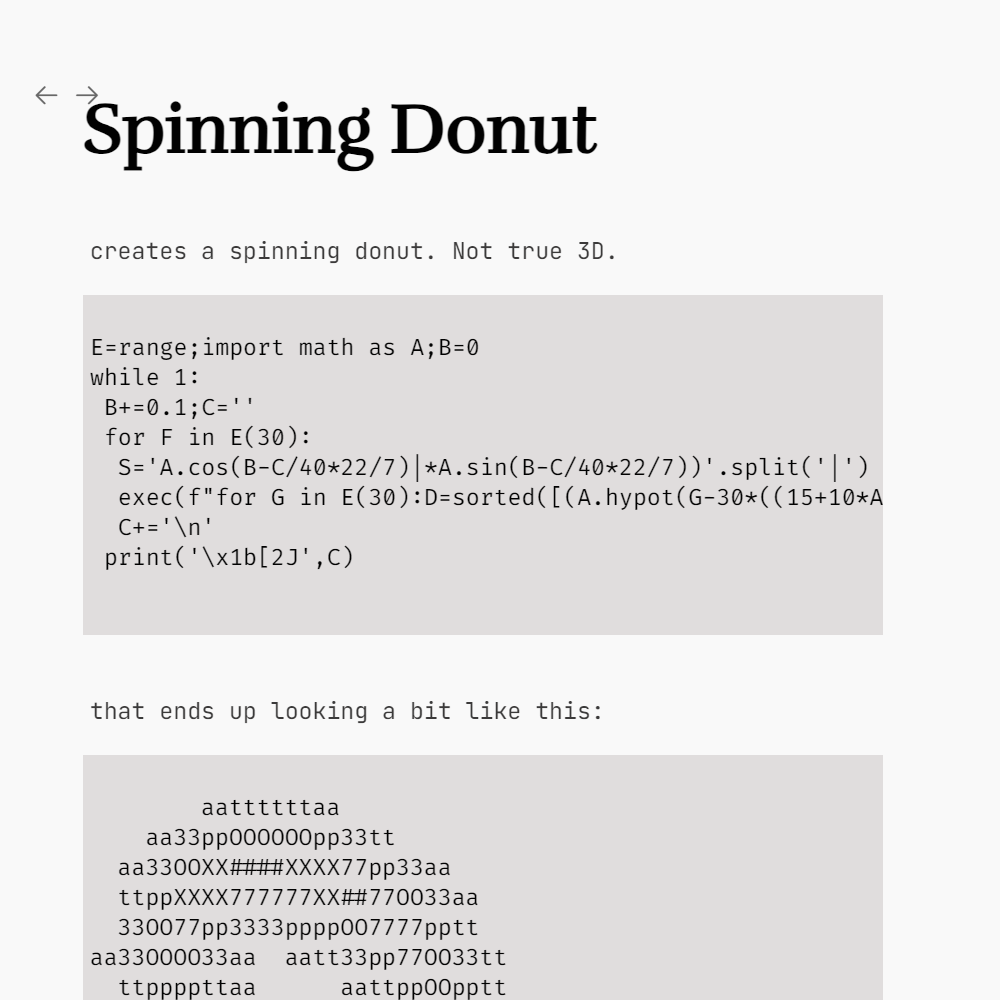 ← →
Spinning Donut
creates a spinning donut. Not true 3D.
E=range;import math as A;B=0
while 1:
 B+=0.1;C=''
 for F in E(30):
  S='A.cos(B-C/40*22/7)|*A.sin(B-C/40*22/7))'.split('|')
  exec(f"for G in E(30):D=sorted([(A.hypot(G-30*((15+10*A
  C+='\n'
 print('\x1b[2J',C)
that ends up looking a bit like this:
        aattttttaa
    aa33ppOOOOOOpp33tt
  aa33OOXX####XXXX77pp33aa
  ttppXXXX777777XX##77OO33aa
  33OO77pp3333ppppOO7777pptt
aa33OOOO33aa  aatt33pp77OO33tt
  ttppppttaa      aattppOOpptt